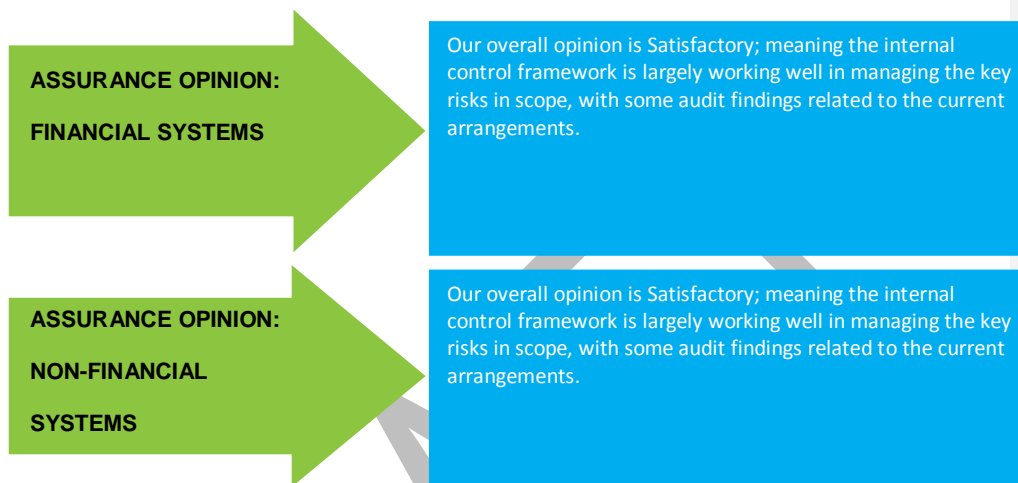 ASSURANCE OPINION:
FINANCIAL SYSTEMS
Our overall opinion is Satisfactory; meaning the internal
control framework is largely working well in managing the key
risks in scope, with some audit findings related to the current
arrangements.
ASSURANCE OPINION:
NON-FINANCIAL
SYSTEMS
Our overall opinion is Satisfactory; meaning the internal
control framework is largely working well in managing the key
risks in scope, with some audit findings related to the current
arrangements.